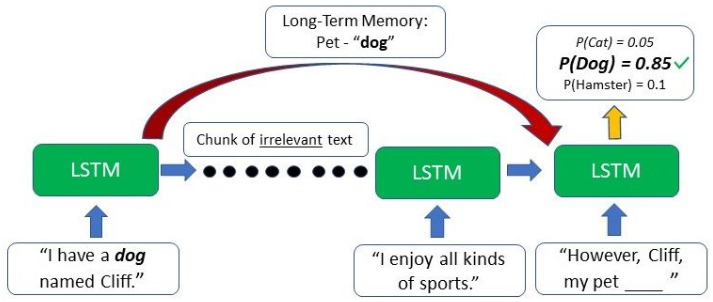 Long-Term Memory:
Pet - “dog”
P(Cat) = 0.05
P(Dog) = 0.85
P(Hamster) = 0.1
Chunk of irrelevant text
LSTM
LSTM
LSTM
“I have a dog
named Cliff.”
“I enjoy all kinds
of sports.”
“However, Cliff,
my pet ____ ”